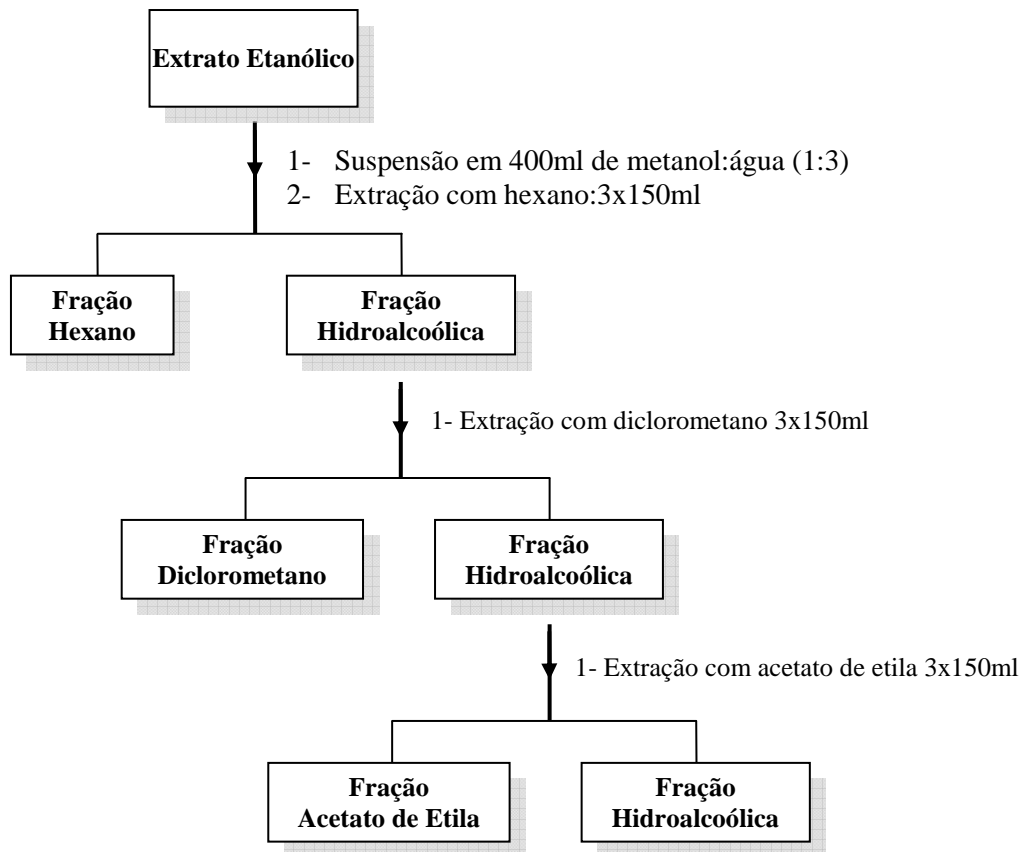 Extrato Etanólico
1- Suspensão em 400ml de metanol:água (1:3)
2- Extração com hexano:3x150ml
Fração
Hexano
Fração
Hidroalcoólica
1- Extração com diclorometano 3x150ml
Fração
Diclorometano
Fração
Hidroalcoólica
1- Extração com acetato de etila 3x150ml
Fração
Acetato de Etila
Fração
Hidroalcoólica